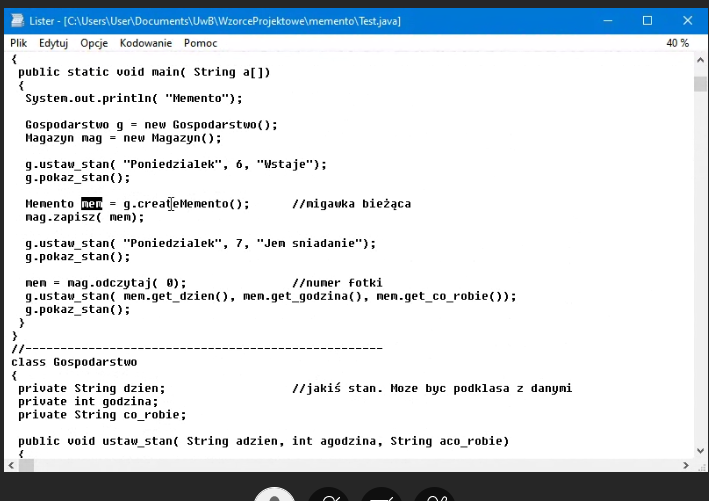 Lister - [C:\Users\User\Documents\UwB\WzorceProjektowe\memento\Test.java]
Plik Edytuj Opcje Kodowanie Pomoc 40 %
{
public static void main( String a[])
{
System.out.println( "Memento");
Gospodarstwo g = new Gospodarstwo();
Magazyn mag = new Magazyn();
g.ustaw_stan( "Poniedzialek", 6, "Wstaje");
g.pokaz_stan();
Memento mem = g.createMemento(); //migawka bieżąca
mag.zapisz( mem);
g.ustaw_stan( "Poniedzialek", 7, "Jem sniadanie");
g.pokaz_stan();
mem = mag.odczytaj( 0); //numer fotki
g.ustaw_stan( mem.get_dzien(), mem.get_godzina(), mem.get_co_robie());
g.pokaz_stan();
}
}
//---------------------------------------------------
class Gospodarstwo
{
private String dzien; //jakiś stan. Moze byc podklasa z danymi
private int godzina;
private String co_robie;
public void ustaw_stan( String adzien, int agodzina, String aco_robie)
{